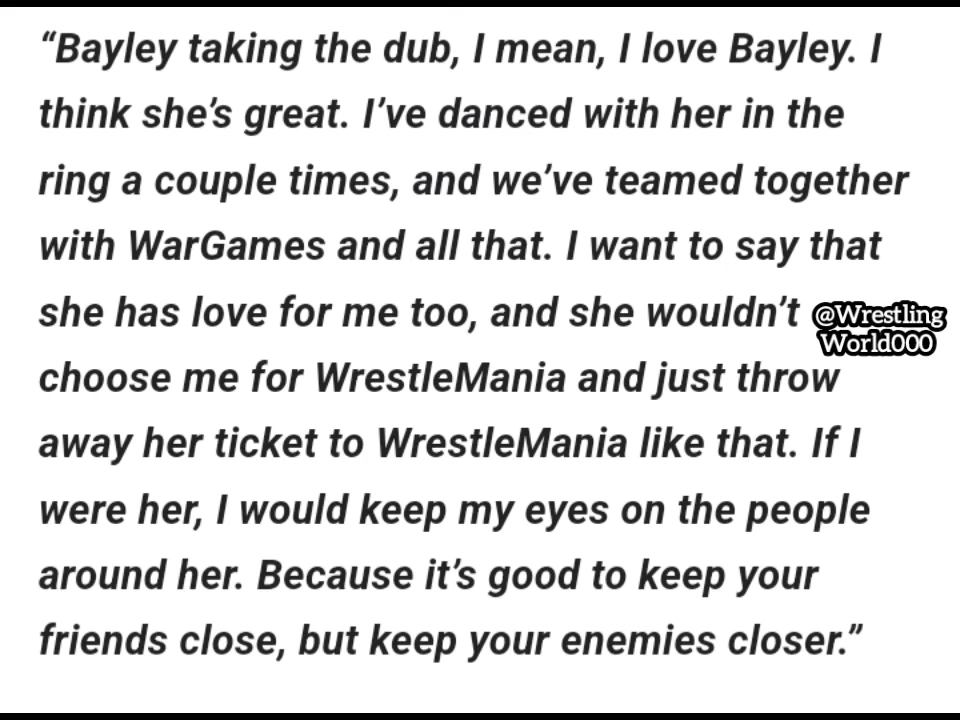 “Bayley taking the dub, I mean, I love Bayley. I
think she’s great. I’ve danced with her in the
ring a couple times, and we’ve teamed together
with WarGames and all that. I want to say that
she has love for me too, and she wouldn’t
@Wrestling
World000
choose me for WrestleMania and just throw
away her ticket to WrestleMania like that. If I
were her, I would keep my eyes on the people
around her. Because it’s good to keep your
friends close, but keep your enemies closer.”